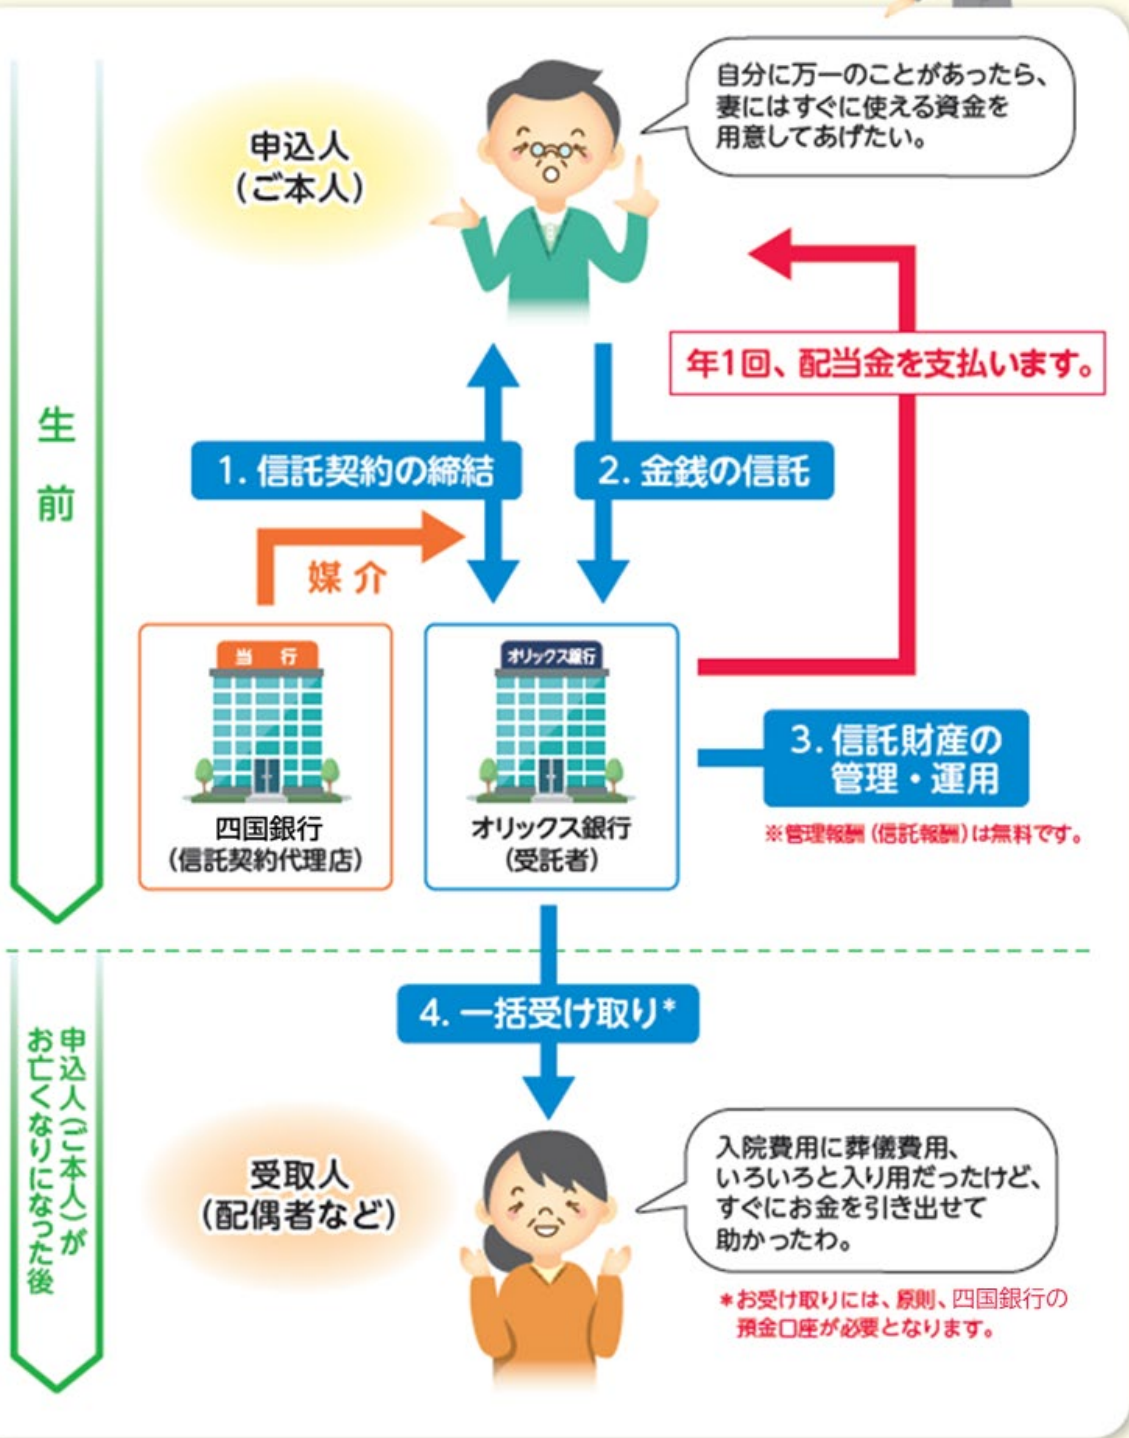 自分に万一のことがあったら、
妻にはすぐに使える資金を
用意してあげたい。
申込人
(ご本人)
年1回、配当金を支払います。
生前
1. 信託契約の締結
2. 金銭の信託
媒介
当行
オリックス銀行
四国銀行
(信託契約代理店)
オリックス銀行
(受託者)
3. 信託財産の
管理・運用
※管理報酬(信託報酬)は無料です。
4. 一括受け取り*
申込人(ご本人)が
お亡くなりになった後
受取人
(配偶者など)
入院費用に葬儀費用、
いろいろと入り用だったけど、
すぐにお金を引き出せて
助かったわ。
*お受け取りには、原則、四国銀行の
預金口座が必要となります。